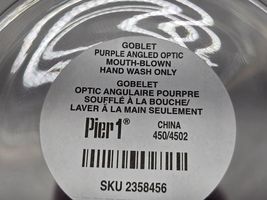 GOBLET
PURPLE ANGLED OPTIC
MOUTH-BLOWN
HAND WASH ONLY
GOBELET
OPTIC ANGULAIRE POURPRE
SOUFFLÉ À LA BOUCHE/
LAVER À LA MAIN SEULEMENT
Pier 1® CHINA
450/4502
SKU 2358456